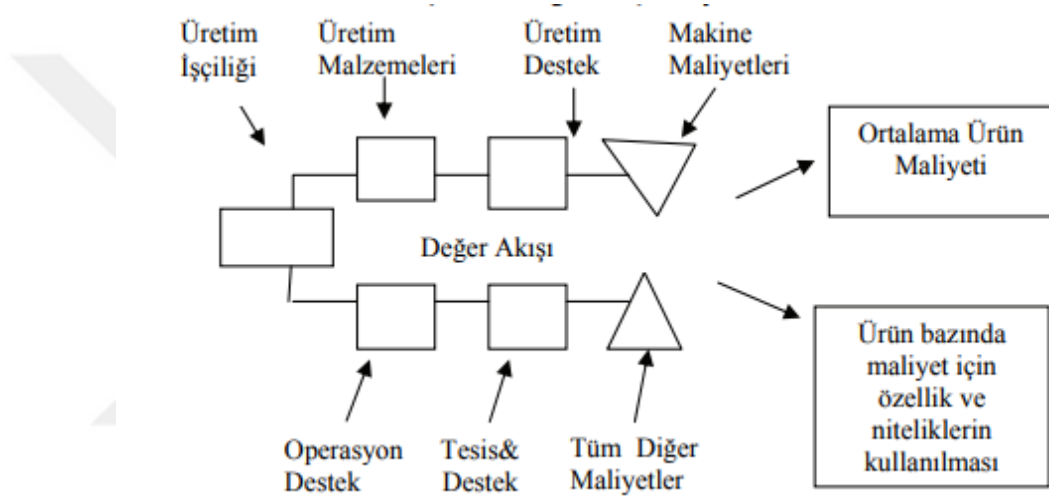 Üretim
İşçiliği
Üretim
Malzemeleri
Üretim
Destek
Makine
Maliyetleri
Ortalama Ürün
Maliyeti
Değer Akışı
Ürün bazında
maliyet için
özellik ve
niteliklerin
kullanılması
Operasyon
Destek
Tesis&
Destek
Tüm Diğer
Maliyetler